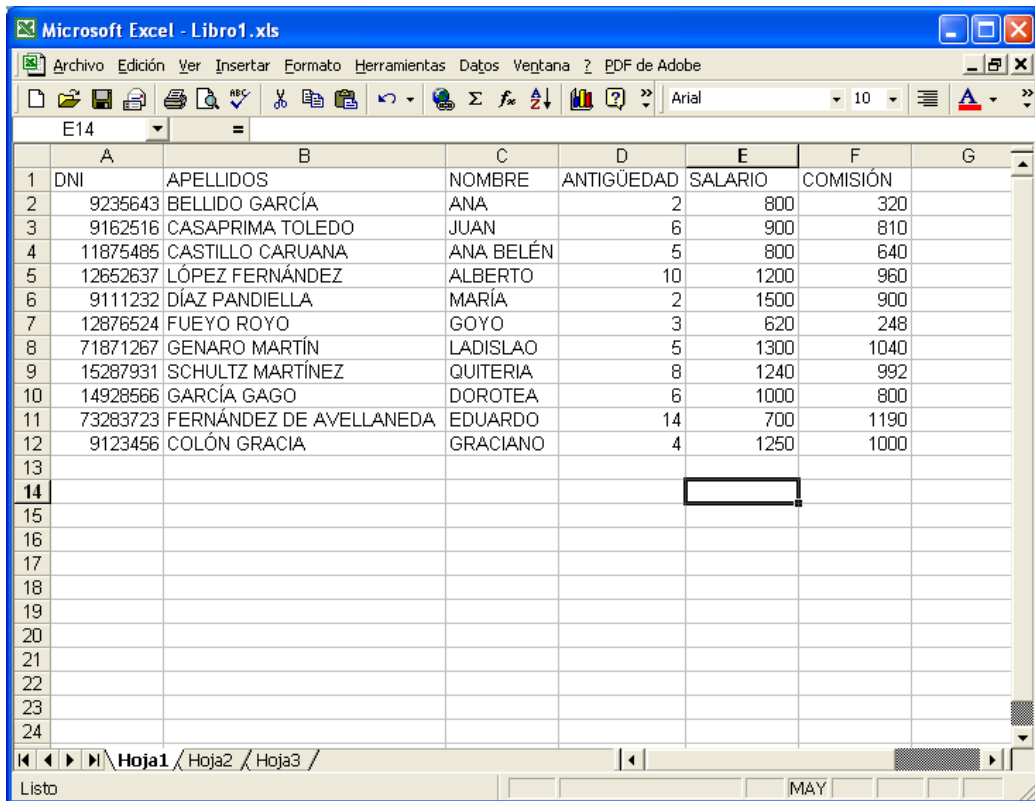 Microsoft Excel - Libro1.xls
Archivo Edición Ver Insertar Formato Herramientas Datos Ventana ? PDF de Adobe
ABC Σ fx A Z ? » Arial 10 A »
E14 =
A B C D E F G
1 DNI APELLIDOS NOMBRE ANTIGÜEDAD SALARIO COMISIÓN
2 9235643 BELLIDO GARCÍA ANA 2 800 320
3 9162516 CASAPRIMA TOLEDO JUAN 6 900 810
4 11875485 CASTILLO CARUANA ANA BELÉN 5 800 640
5 12652637 LÓPEZ FERNÁNDEZ ALBERTO 10 1200 960
6 9111232 DÍAZ PANDIELLA MARÍA 2 1500 900
7 12876524 FUEYO ROYO GOYO 3 620 248
8 71871267 GENARO MARTÍN LADISLAO 5 1300 1040
9 15287931 SCHULTZ MARTÍNEZ QUITERIA 8 1240 992
10 14928566 GARCÍA GAGO DOROTEA 6 1000 800
11 73283723 FERNÁNDEZ DE AVELLANEDA EDUARDO 14 700 1190
12 9123456 COLÓN GRACIA GRACIANO 4 1250 1000
13
14
15
16
17
18
19
20
21
22
23
24
Hoja1 Hoja2 Hoja3
Listo MAY